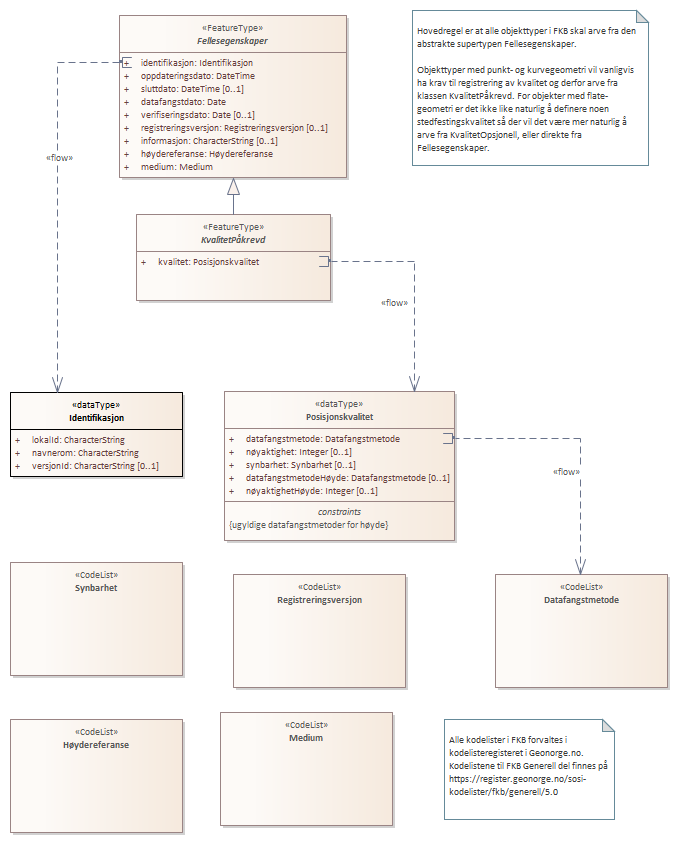 «FeatureType»
Fellesegenskaper
+ identifikasjon: Identifikasjon
+ oppdateringsdato: DateTime
+ sluttdato: DateTime [0..1]
+ datafangstdato: Date
+ verifiseringsdato: Date [0..1]
+ registreringsversjon: Registreringsversjon [0..1]
+ informasjon: CharacterString [0..1]
+ høydereferanse: Høydereferanse
+ medium: Medium
Hovedregel er at alle objekttyper i FKB skal arve fra den
abstrakte supertypen Fellesegenskaper.
Objekttyper med punkt- og kurvegeometri vil vanligvis
ha krav til registrering av kvalitet og derfor arve fra
klassen KvalitetPåkrevd. For objekter med flate-
geometri er det ikke like naturlig å definere noen
stedfestingskvalitet så der vil det være mer naturlig å
arve fra KvalitetOpsjonell, eller direkte fra
Fellesegenskaper.
«flow»
«FeatureType»
KvalitetPåkrevd
+ kvalitet: Posisjonskvalitet
«flow»
«dataType»
Identifikasjon
+ lokalId: CharacterString
+ navnerom: CharacterString
+ versjonId: CharacterString [0..1]
«dataType»
Posisjonskvalitet
+ datafangstmetode: Datafangstmetode
+ nøyaktighet: Integer [0..1]
+ synbarhet: Synbarhet [0..1]
+ datafangstmetodeHøyde: Datafangstmetode [0..1]
+ nøyaktighetHøyde: Integer [0..1]
constraints
{ugyldige datafangstmetoder for høyde}
«flow»
«CodeList»
Synbarhet
«CodeList»
Registreringsversjon
«CodeList»
Datafangstmetode
«CodeList»
Høydereferanse
«CodeList»
Medium
Alle kodelister i FKB forvaltes i
kodelisteregisteret i Geonorge.no.
Kodelistene til FKB Generell del finnes på
https://register.geonorge.no/sosi-
kodelister/fkb/generell/5.0